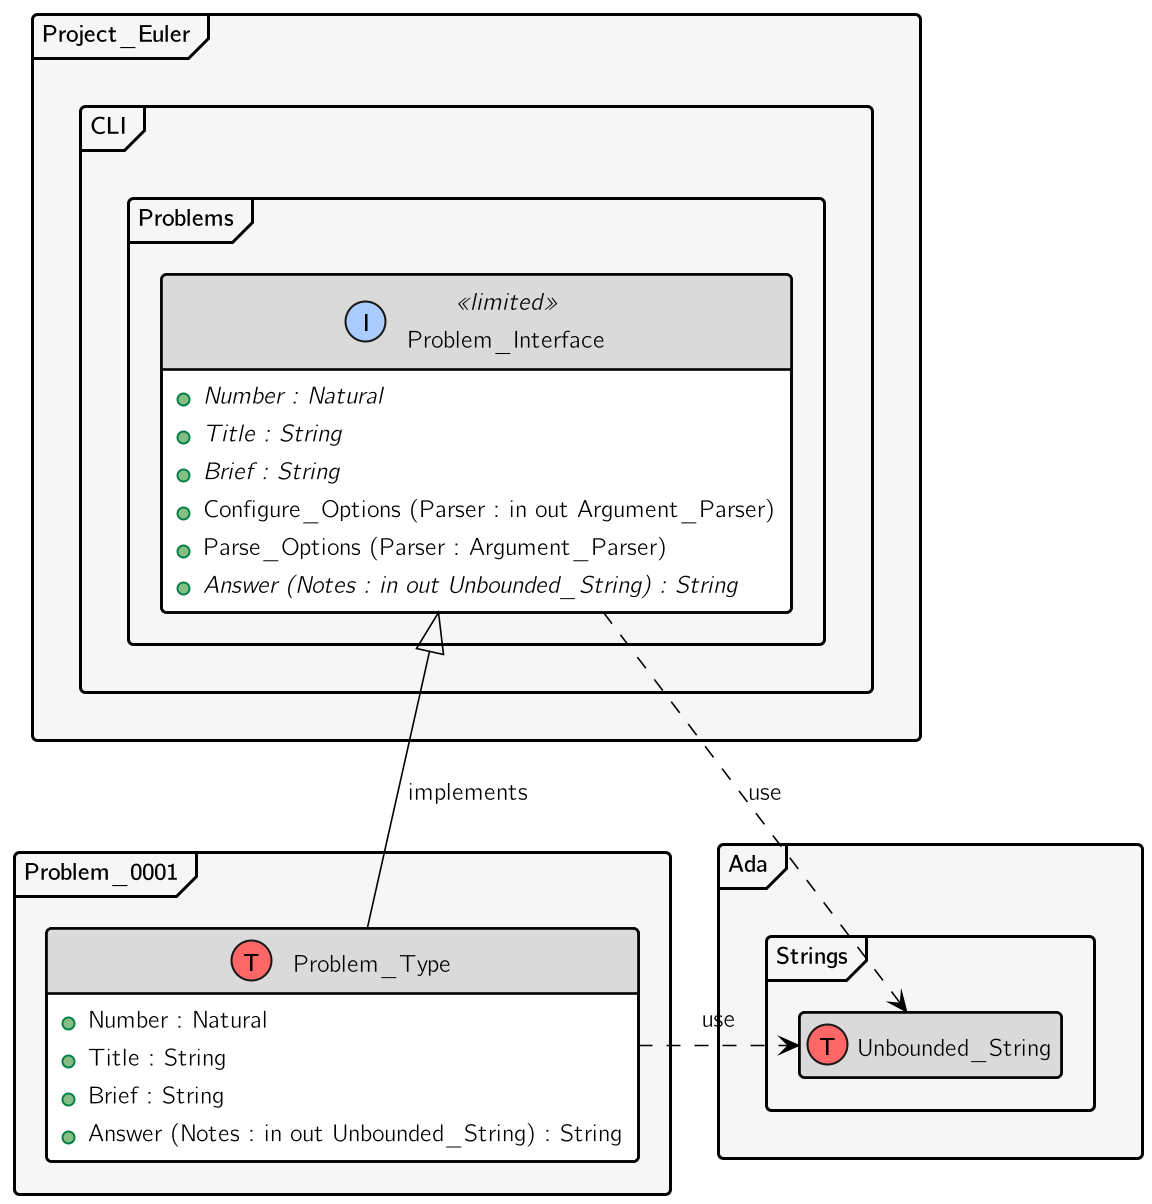 Project_Euler
CLI
Problems
«limited»
I
Problem_Interface
Number : Natural
Title : String
Brief : String
Configure_Options (Parser : in out Argument_Parser)
Parse_Options (Parser : Argument_Parser)
Answer (Notes : in out Unbounded_String) : String
implements
use
Problem_0001
T Problem_Type
Number : Natural
Title : String
Brief : String
Answer (Notes : in out Unbounded_String) : String
use
Ada
Strings
T Unbounded_String